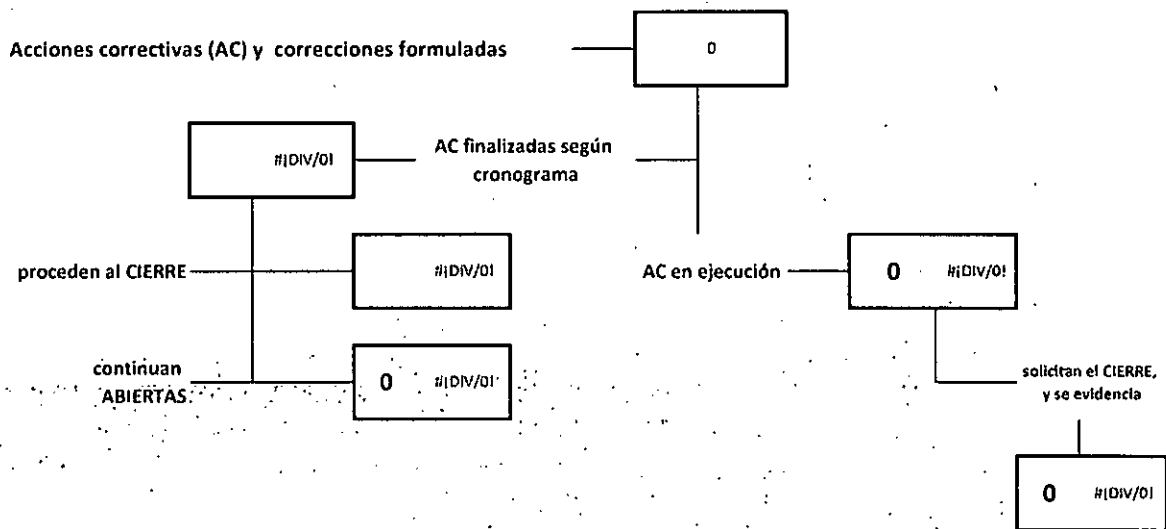 Acciones correctivas (AC) y correcciones formuladas
0
#¡DIV/0!
AC finalizadas según
cronograma
proceden al CIERRE
#¡DIV/0!
AC en ejecución
0 #¡DIV/0!
continuan
ABIERTAS
0 #¡DIV/0!
solicitan el CIERRE,
y se evidencia
0 #¡DIV/0!